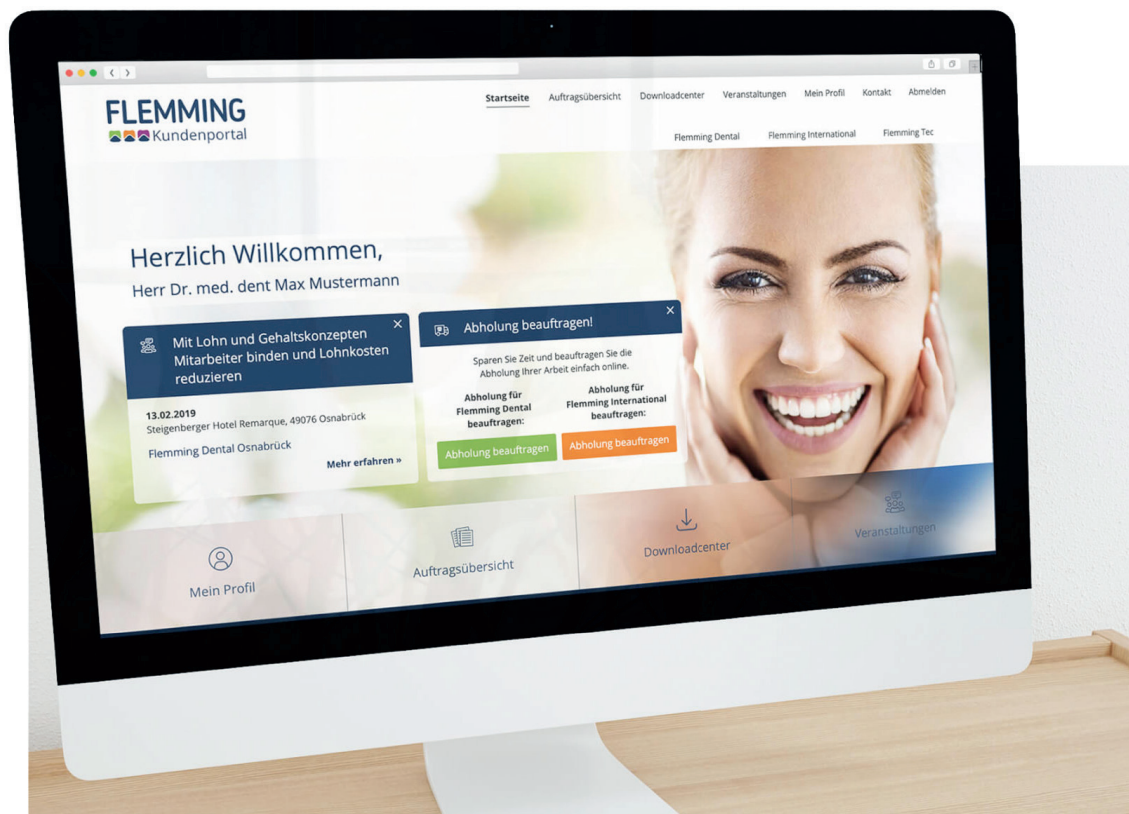 FLEMMING
Kundenportal
Startseite Auftragsübersicht Downloadcenter Veranstaltungen Mein Profil Kontakt Abmelden
Flemming Dental Flemming International Flemming Tec
Herzlich Willkommen,
Herr Dr. med. dent Max Mustermann
Mit Lohn und Gehaltskonzepten
Mitarbeiter binden und Lohnkosten
reduzieren
13.02.2019
Steigenberger Hotel Remarque, 49076 Osnabrück
Flemming Dental Osnabrück
Mehr erfahren »
Abholung beauftragen!
Sparen Sie Zeit und beauftragen Sie die
Abholung Ihrer Arbeit einfach online.
Abholung für
Flemming Dental
beauftragen:
Abholung beauftragen
Abholung für
Flemming International
beauftragen:
Abholung beauftragen
Mein Profil
Auftragsübersicht
Downloadcenter
Veranstaltungen